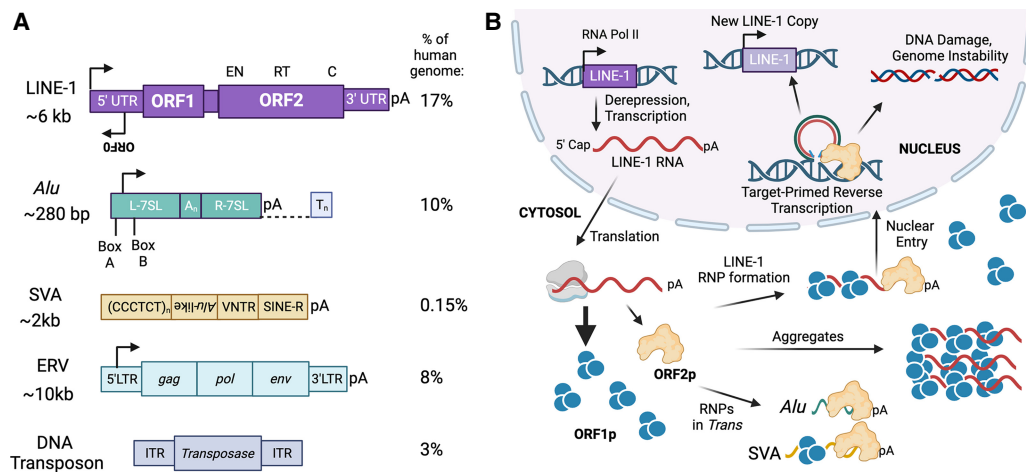 A
% of
human
genome:
EN RT C
LINE-1
~6 kb
5' UTR ORF1 ORF2 3' UTR pA
17%
ORF0
Alu
~280 bp
L-7SL An R-7SL pA Tn
10%
Box
A
Box
B
SVA
~2kb
(CCCTCT)n Alu-like VNTR SINE-R pA
0.15%
ERV
~10kb
5'LTR gag pol env 3'LTR pA
8%
DNA
Transposon
ITR Transposase ITR
3%
B
RNA Pol II
LINE-1
Derepression,
Transcription
5' Cap pA
LINE-1 RNA
New LINE-1 Copy
LINE-1
DNA Damage,
Genome Instability
NUCLEUS
Target-Primed Reverse
Transcription
CYTOSOL
Translation
Nuclear
Entry
pA
LINE-1
RNP formation
pA
ORF2p
Aggregates
ORF1p
RNPs
in Trans
Alu pA
SVA pA